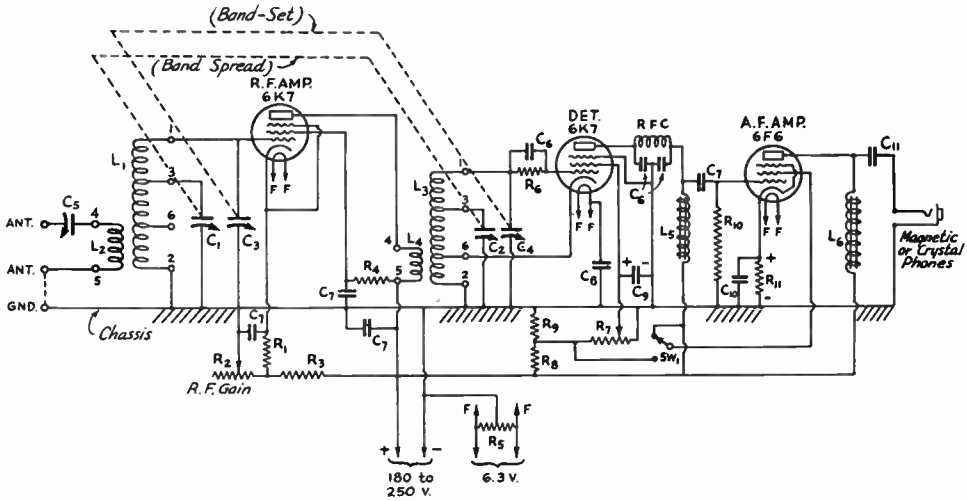 (Band-Set)
(Band Spread)
R.F. AMP.
6K7
DET.
6K7
RFC
A.F. AMP.
6F6
C11
C6
R6
C6
C7
L1
1
3
6
2
L3
1
3
6
2
F F
F F
F F
C5
ANT.
4
L2
5
ANT.
GND.
C1
C3
4
L4
5
C2
C4
R4
C7
C7
C8
+ -
C9
L5
R10
C10
+
R11
-
L6
Magnetic
or Crystal
Phones
Chassis
C7
R1
R2
R.F. Gain
R3
R9
R8
R7
SW1
+ -
180 to
250 V.
F F
R5
6.3 V.